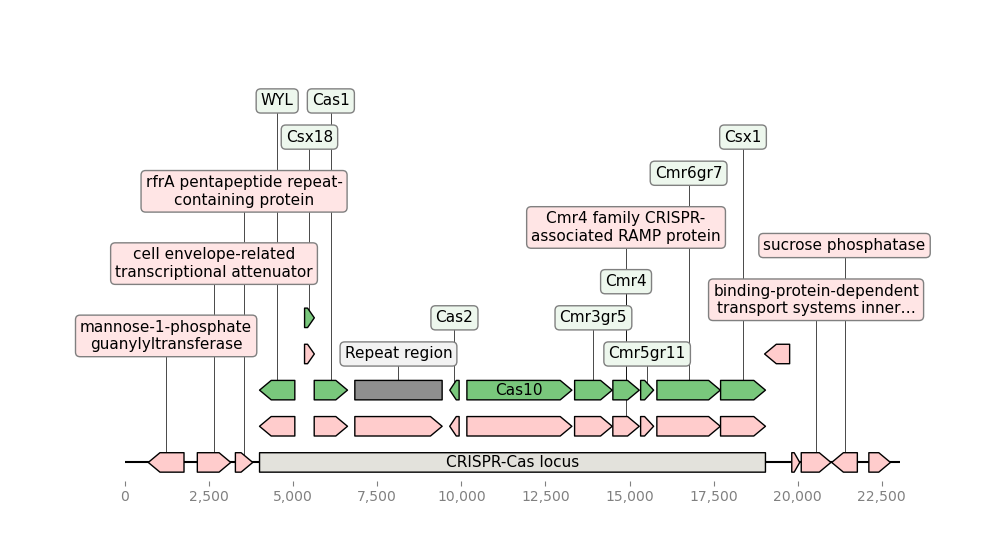 WYL
Cas1
Csx18
Csx1
Cmr6gr7
rfrA pentapeptide repeat-
containing protein
Cmr4 family CRISPR-
associated RAMP protein
sucrose phosphatase
cell envelope-related
transcriptional attenuator
Cmr4
binding-protein-dependent
transport systems inner...
Cas2
Cmr3gr5
mannose-1-phosphate
guanylyltransferase
Repeat region
Cmr5gr11
Cas10
CRISPR-Cas locus
0
2,500
5,000
7,500
10,000
12,500
15,000
17,500
20,000
22,500